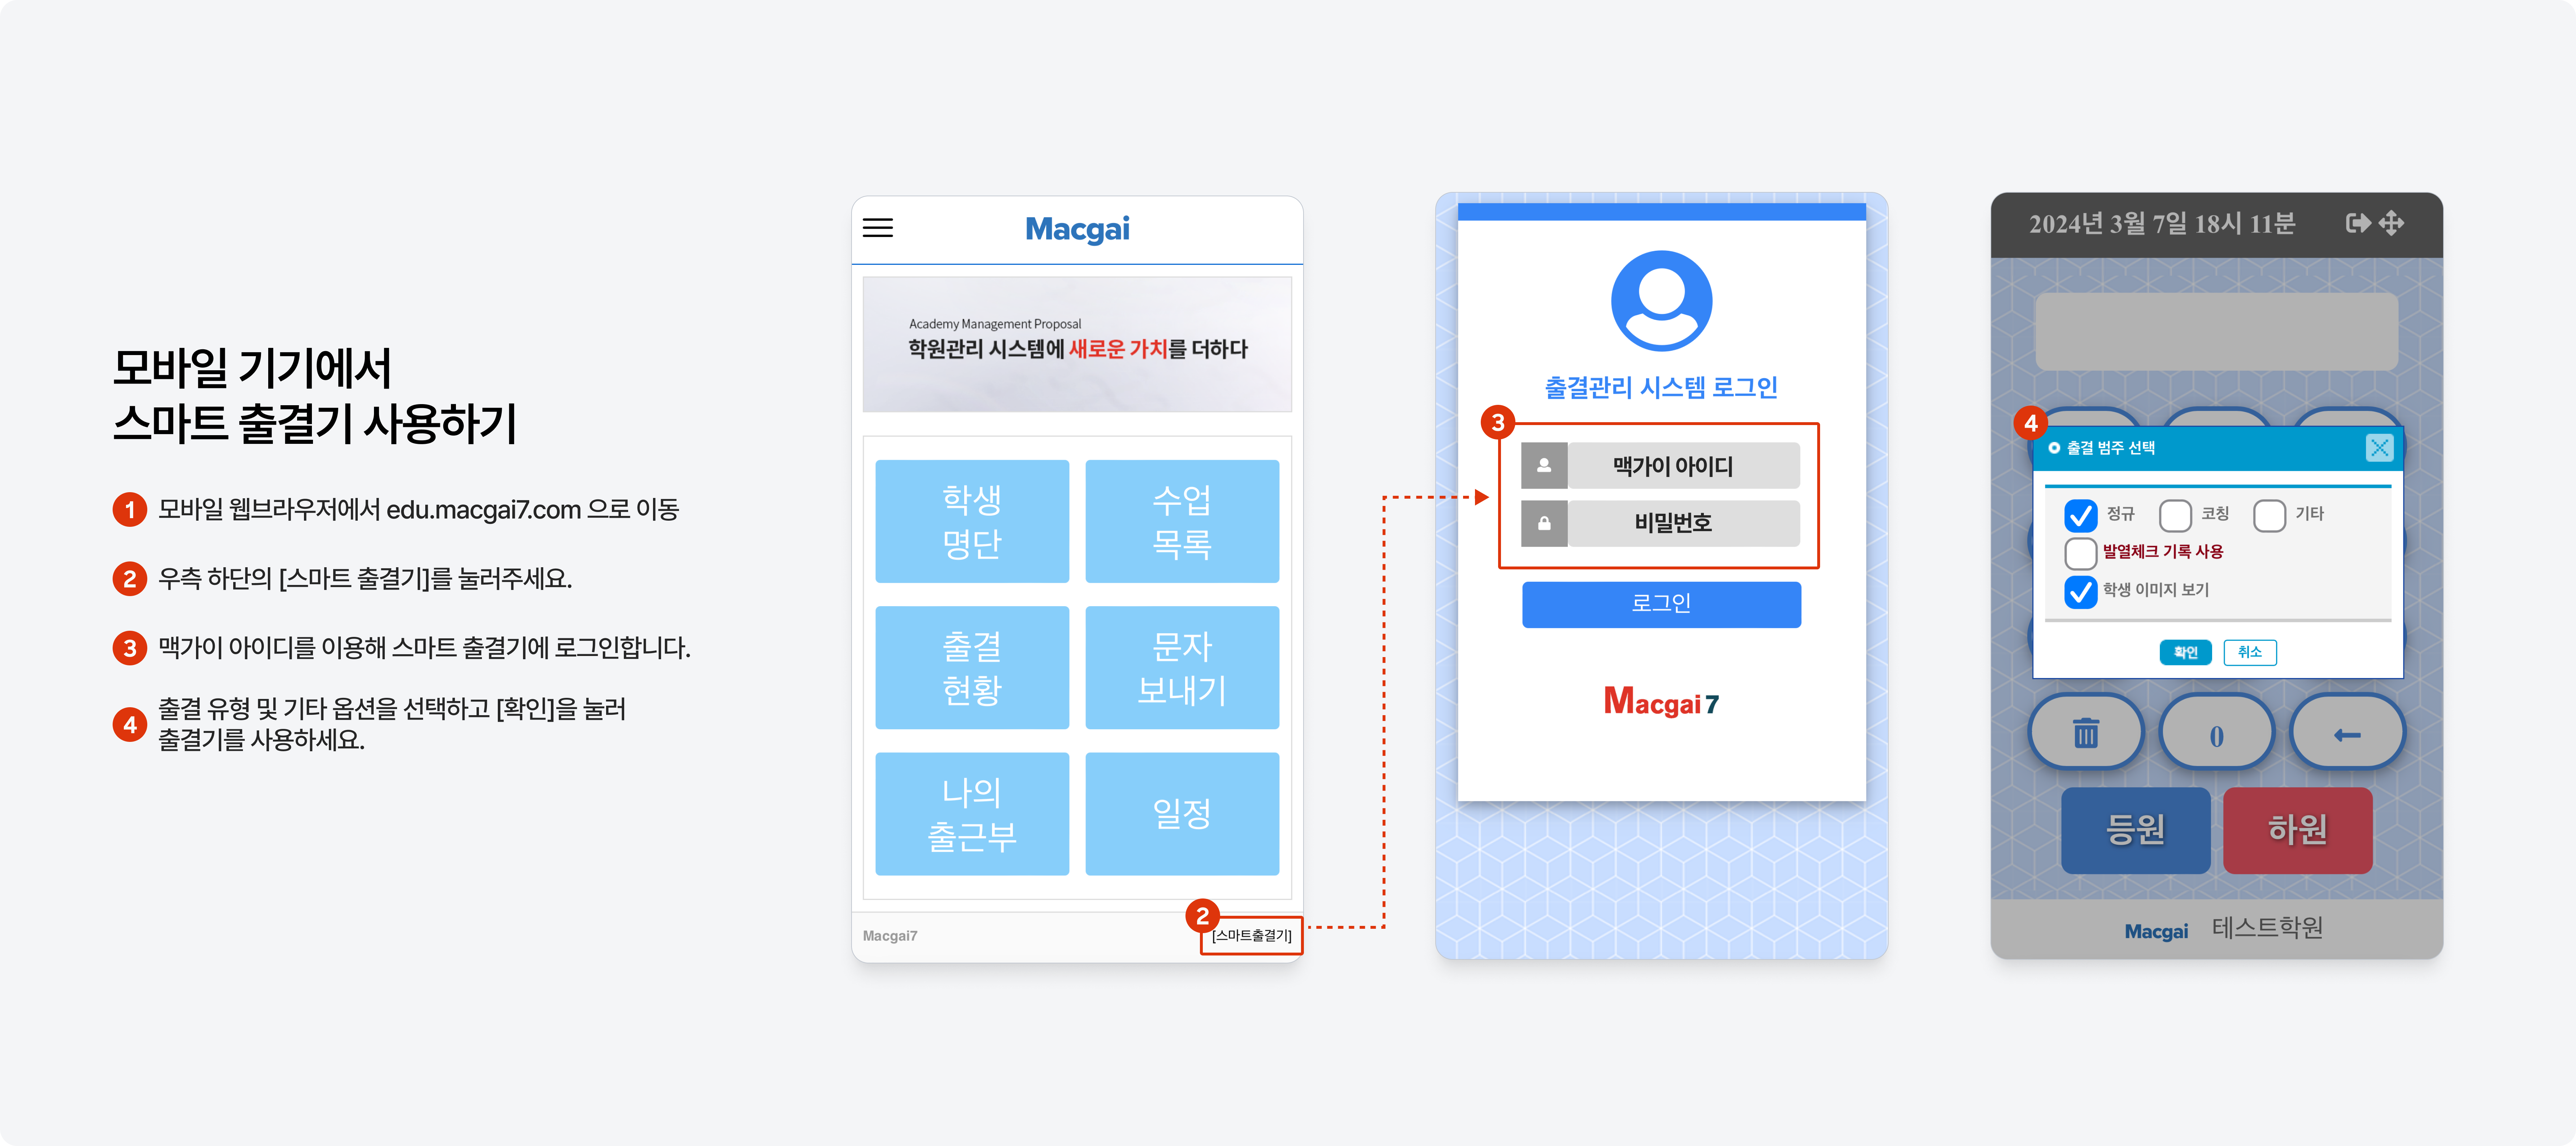 모바일 기기에서
스마트 출결기 사용하기
1 모바일 웹브라우저에서 edu.macgai7.com 으로 이동
2 우측 하단의 [스마트 출결기]를 눌러주세요.
3 맥가이 아이디를 이용해 스마트 출결기에 로그인합니다.
4 출결 유형 및 기타 옵션을 선택하고 [확인]을 눌러
출결기를 사용하세요.
Macgai
Academy Management Proposal
학원관리 시스템에 새로운 가치를 더하다
학생
명단
수업
목록
출결
현황
문자
보내기
나의
출근부
일정
2
Macgai7
[스마트출결기]
출결관리 시스템 로그인
3
맥가이 아이디
비밀번호
로그인
Macgai 7
2024년 3월 7일 18시 11분
4
출결 범주 선택
정규 코칭 기타
발열체크 기록 사용
학생 이미지 보기
확인 취소
0
등원 하원
Macgai 테스트학원